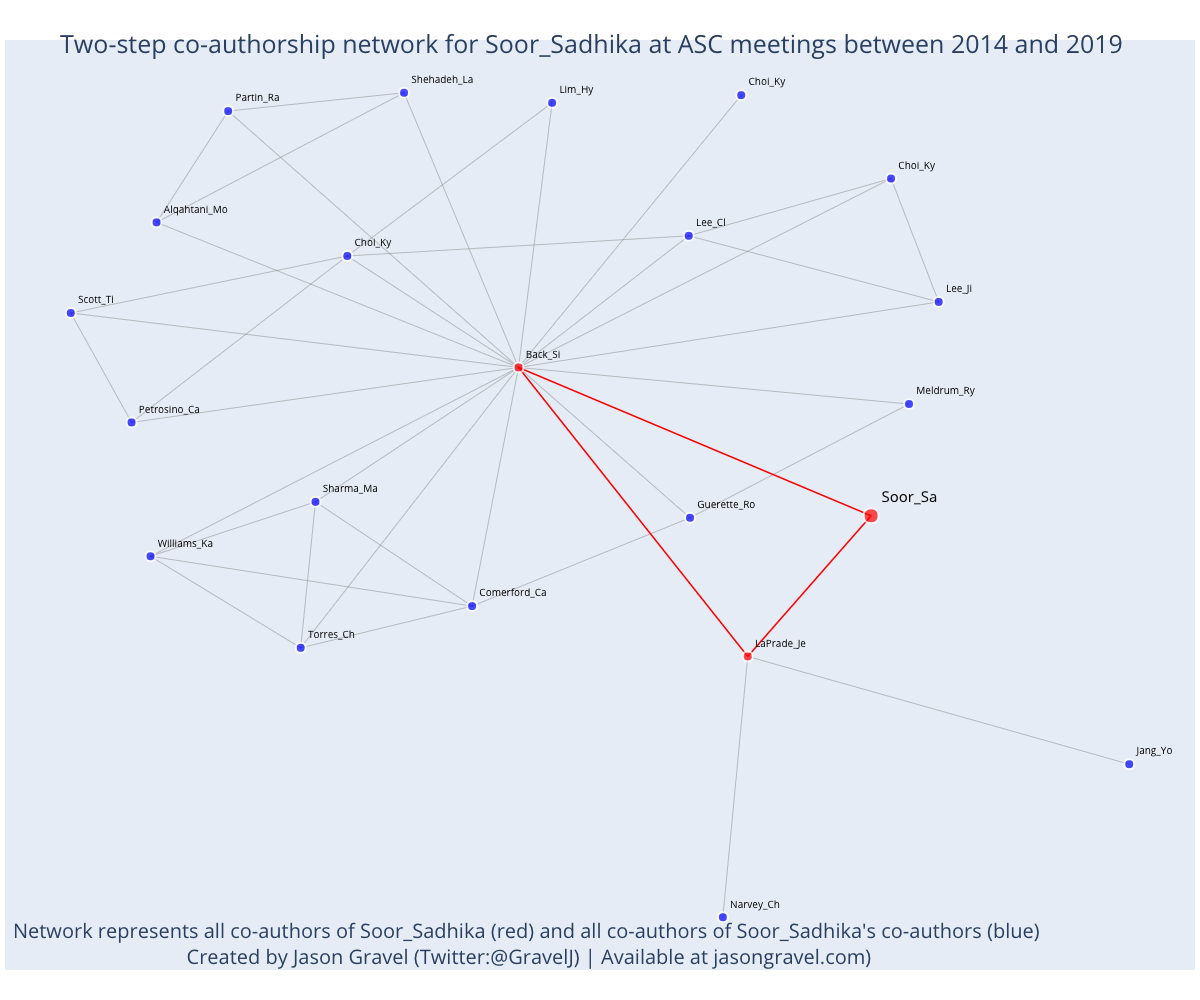 Two-step co-authorship network for Soor_Sadhika at ASC meetings between 2014 and 2019
Shehadeh_La
Choi_Ky
Lim_Hy
Partin_Ra
Choi_Ky
Alqahtani_Mo
Lee_Cl
Choi_Ky
Lee_Ji
Scott_Ti
Back_Si
Meldrum_Ry
Petrosino_Ca
Sharma_Ma
Soor_Sa
Guerette_Ro
Williams_Ka
Comerford_Ca
Torres_Ch
LaPrade_Je
Jang_Yo
Narvey_Ch
Network represents all co-authors of Soor_Sadhika (red) and all co-authors of Soor_Sadhika's co-authors (blue)
Created by Jason Gravel (Twitter:@GravelJ) | Available at jasongravel.com)